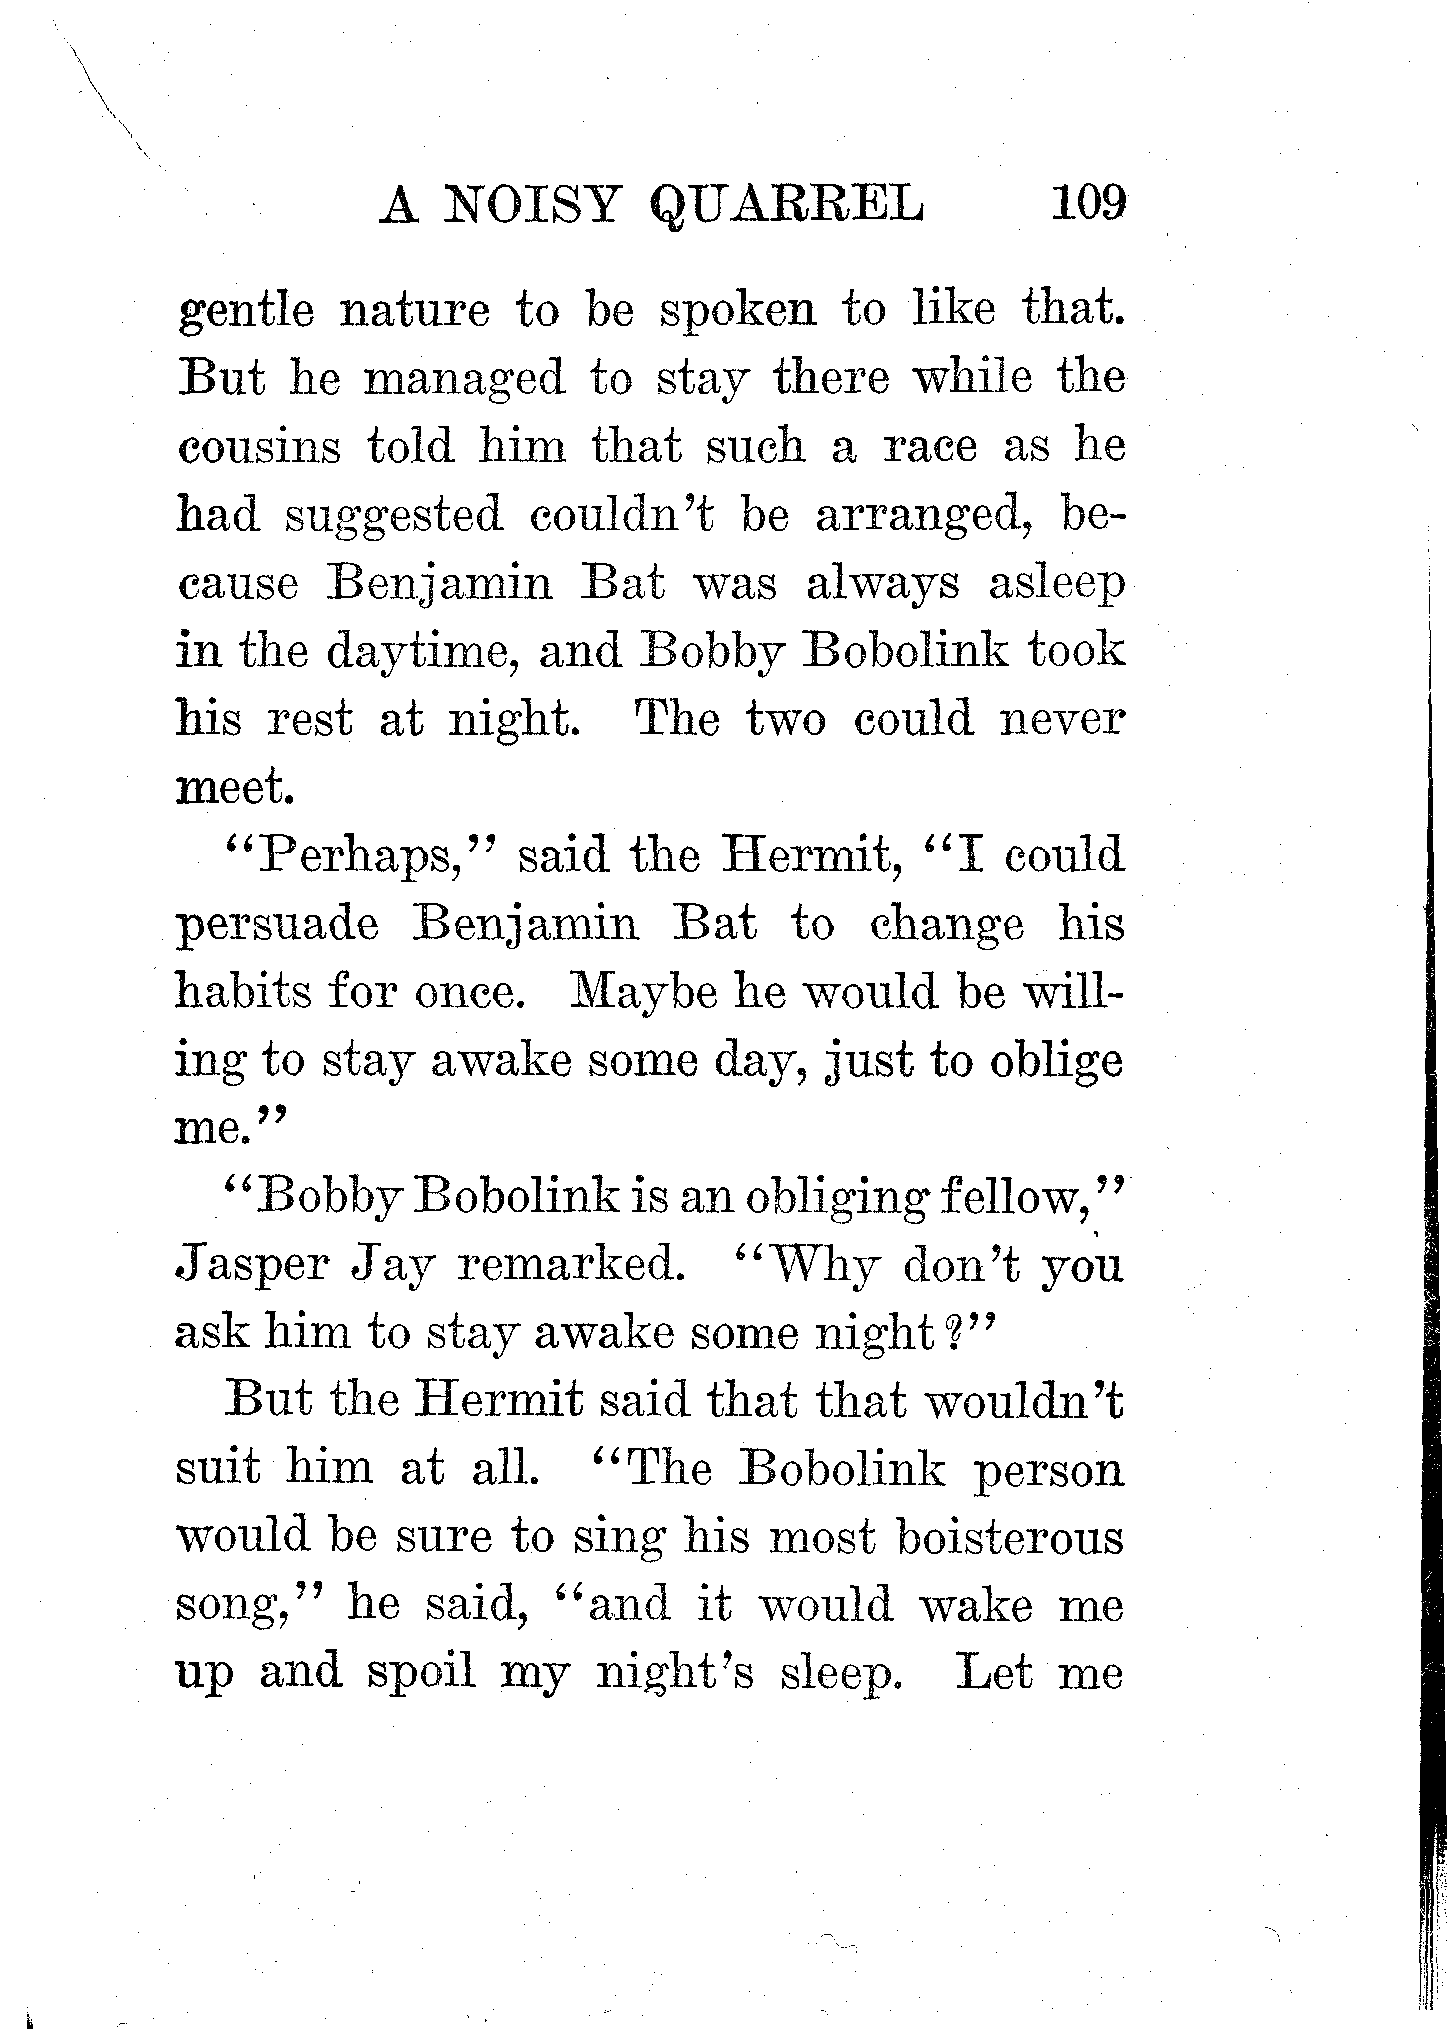 A NOISY QUARREL 109
gentle nature to be spoken to like that.
But he managed to stay there while the
cousins told him that such a race as he
had suggested couldn't be arranged, be-
cause Benjamin Bat was always asleep
in the daytime, and Bobby Bobolink took
his rest at night. The two could never
meet.
"Perhaps," said the Hermit, "I could
persuade Benjamin Bat to change his
habits for once. Maybe he would be will-
ing to stay awake some day, just to oblige
me."
"Bobby Bobolink is an obliging fellow,"
Jasper Jay remarked. "Why don't you
ask him to stay awake some night?"
But the Hermit said that that wouldn't
suit him at all. "The Bobolink person
would be sure to sing his most boisterous
song," he said, "and it would wake me
up and spoil my night's sleep. Let me